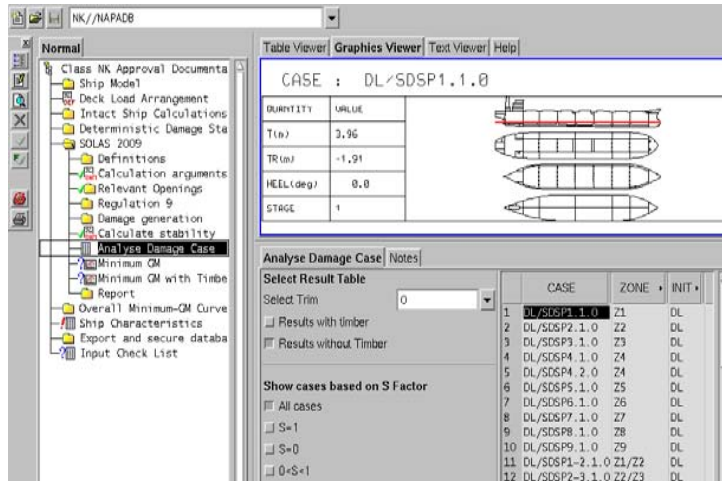 NK//NAPADB
Normal
Class NK Approval Documenta
Ship Model
Deck Load Arrangement
Intact Ship Calculations
Deterministic Damage Sta
SOLAS 2009
Definitions
Calculation arguments
Relevant Openings
Regulation 9
Damage generation
Calculate stability
Analyse Damage Case
Minimum GM
Minimum GM with Timbe
Report
Overall Minimum-GM Curve
Ship Characteristics
Export and secure databa
Input Check List
Table Viewer Graphics Viewer Text Viewer Help
CASE : DL/SDSP1.1.0
QUANTITY VALUE
T(m) 3.96
TR(m) -1.91
HEEL(deg) 0.0
STAGE 1
Analyse Damage Case Notes
Select Result Table
Select Trim 0
Results with timber
Results without Timber
Show cases based on S Factor
All cases
S=1
S=0
0<S<1
CASE ZONE INIT
1 DL/SDSP1.1.0 Z1 DL
2 DL/SDSP2.1.0 Z2 DL
3 DL/SDSP3.1.0 Z3 DL
4 DL/SDSP4.1.0 Z4 DL
5 DL/SDSP4.2.0 Z4 DL
6 DL/SDSP5.1.0 Z5 DL
7 DL/SDSP6.1.0 Z6 DL
8 DL/SDSP7.1.0 Z7 DL
9 DL/SDSP8.1.0 Z8 DL
10 DL/SDSP9.1.0 Z9 DL
11 DL/SDSP1-2.1.0 Z1/Z2 DL
12 DL/SDSP2-3.1.0 Z2/Z3 DL